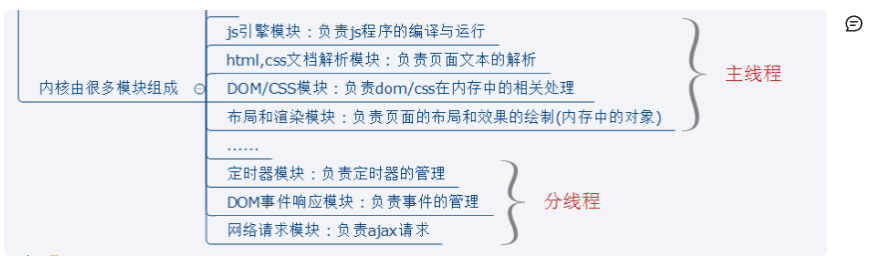 js引擎模块：负责js程序的编译与运行
html,css文档解析模块：负责页面文本的解析
主线程
内核由很多模块组成
DOM/CSS模块：负责dom/css在内存中的相关处理
布局和渲染模块：负责页面的布局和效果的绘制(内存中的对象)
......
定时器模块：负责定时器的管理
DOM事件响应模块：负责事件的管理
分线程
网络请求模块：负责ajax请求